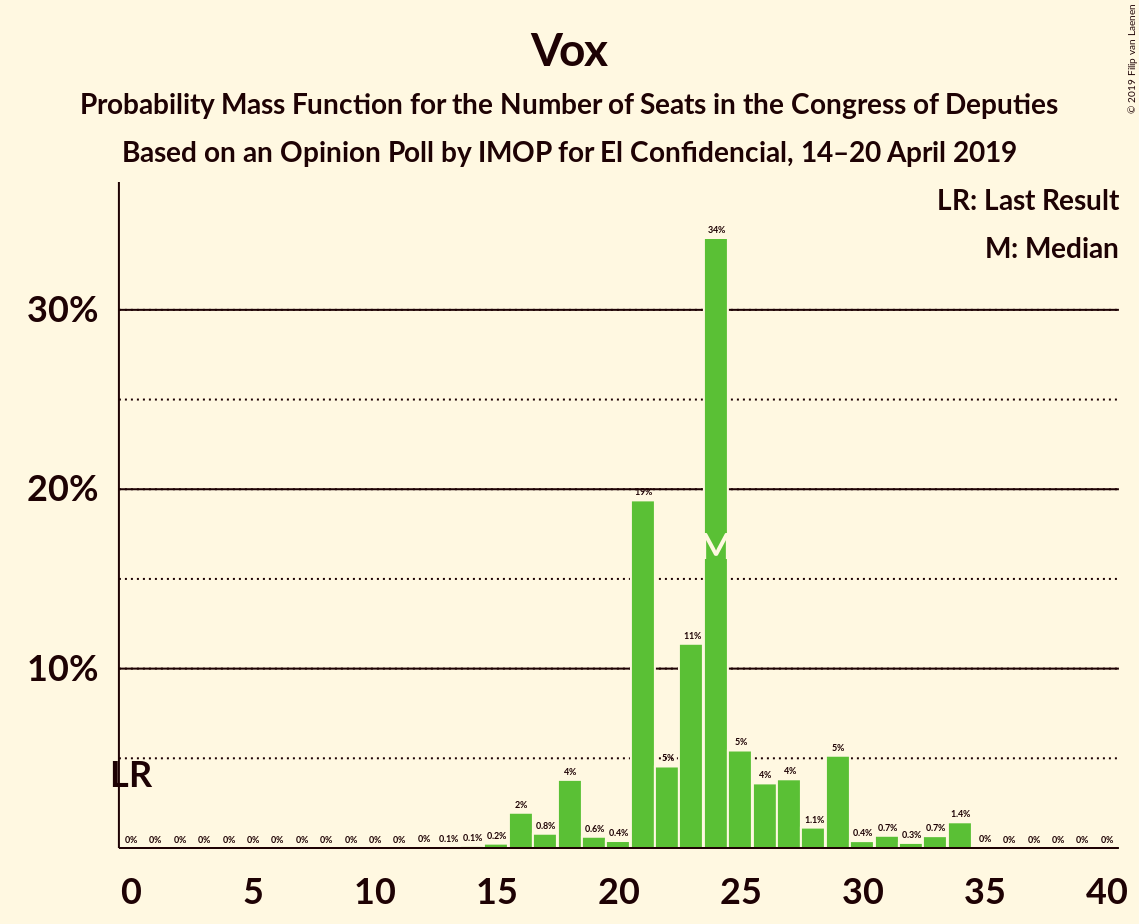 Vox
Probability Mass Function for the Number of Seats in the Congress of Deputies
Based on an Opinion Poll by IMOP for El Confidencial, 14–20 April 2019
© 2019 Filip van Laenen
LR: Last Result
M: Median
30%
20%
10%
LR
M
0% 0% 0% 0% 0% 0% 0% 0% 0% 0% 0% 0% 0% 0.1% 0.1% 0.2% 2% 0.8% 4% 0.6% 0.4% 19% 5% 11% 34% 5% 4% 4% 1.1% 5% 0.4% 0.7% 0.3% 0.7% 1.4% 0% 0% 0% 0% 0% 0%
0 5 10 15 20 25 30 35 40